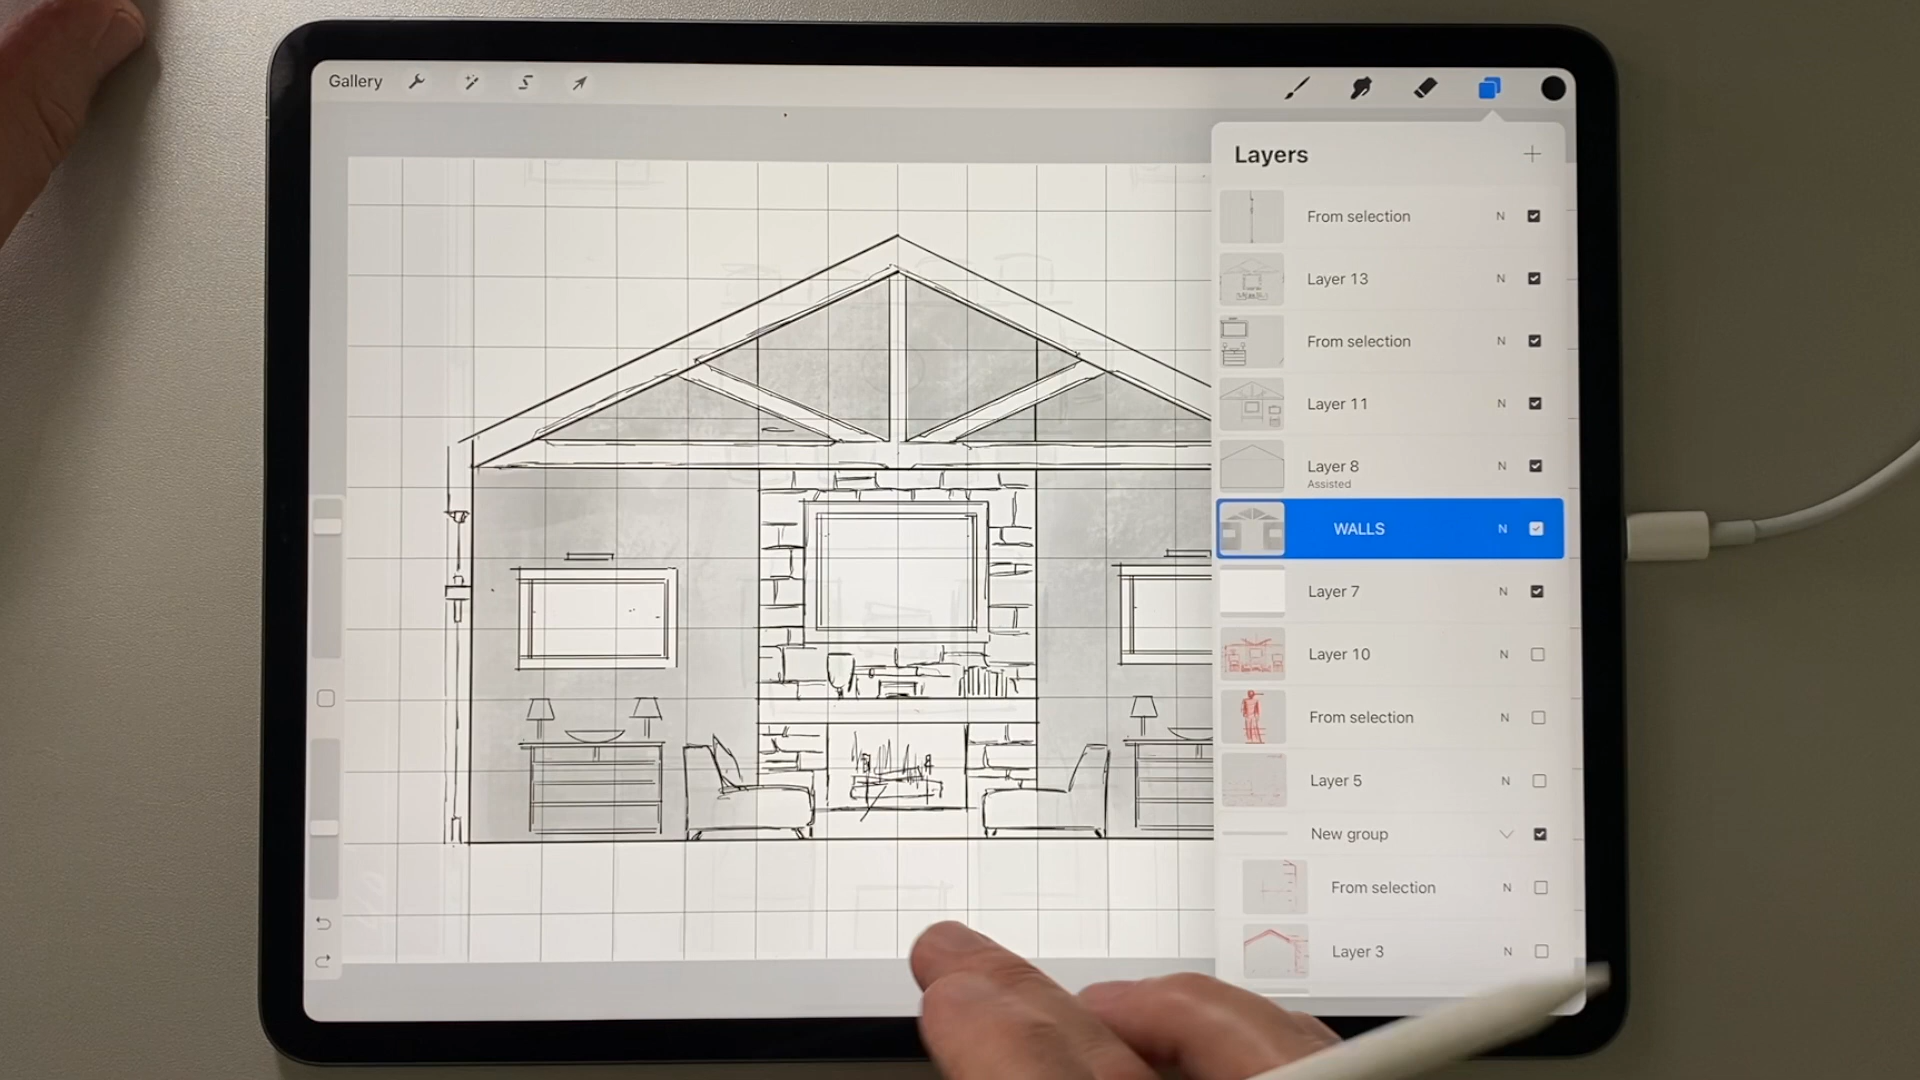 Gallery
Layers
From selection N
Layer 13 N
From selection N
Layer 11 N
Layer 8 N
Assisted
WALLS N
Layer 7 N
Layer 10 N
From selection N
Layer 5 N
New group
From selection N
Layer 3 N